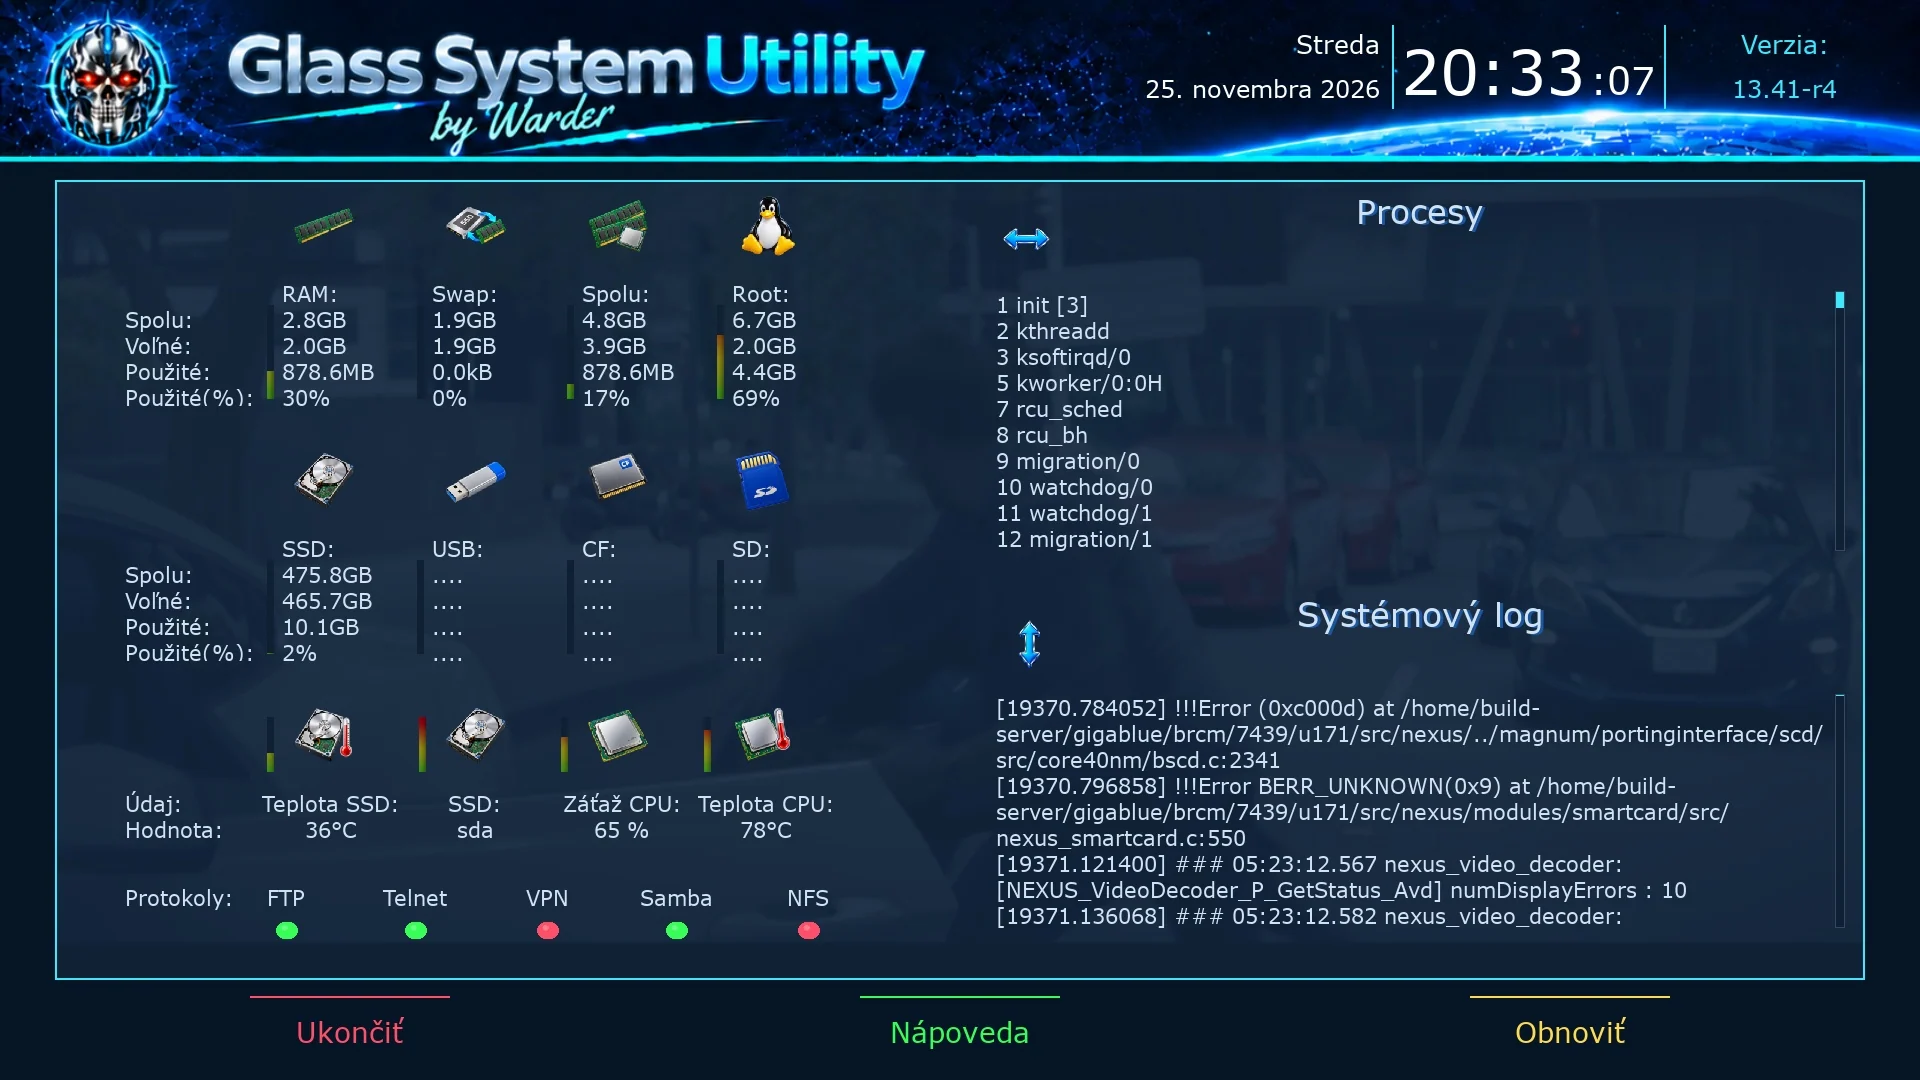 Glass System Utility
by Warder
Streda
25. novembra 2026
20:33:07
Verzia:
13.41-r4
RAM: Swap: Spolu: Root:
Spolu: 2.8GB 1.9GB 4.8GB 6.7GB
Voľné: 2.0GB 1.9GB 3.9GB 2.0GB
Použité: 878.6MB 0.0kB 878.6MB 4.4GB
Použité(%): 30% 0% 17% 69%
SSD: USB: CF: SD:
Spolu: 475.8GB .... .... ....
Voľné: 465.7GB .... .... ....
Použité: 10.1GB .... .... ....
Použité(%): 2% .... .... ....
Údaj: Teplota SSD: SSD: Záťaž CPU: Teplota CPU:
Hodnota: 36°C sda 65 % 78°C
Protokoly: FTP Telnet VPN Samba NFS
Procesy
1 init [3]
2 kthreadd
3 ksoftirqd/0
5 kworker/0:0H
7 rcu_sched
8 rcu_bh
9 migration/0
10 watchdog/0
11 watchdog/1
12 migration/1
Systémový log
[19370.784052] !!!Error (0xc000d) at /home/build-
server/gigablue/brcm/7439/u171/src/nexus/../magnum/portinginterface/scd/
src/core40nm/bscd.c:2341
[19370.796858] !!!Error BERR_UNKNOWN(0x9) at /home/build-
server/gigablue/brcm/7439/u171/src/nexus/modules/smartcard/src/
nexus_smartcard.c:550
[19371.121400] ### 05:23:12.567 nexus_video_decoder:
[NEXUS_VideoDecoder_P_GetStatus_Avd] numDisplayErrors : 10
[19371.136068] ### 05:23:12.582 nexus_video_decoder:
Ukončiť
Nápoveda
Obnoviť